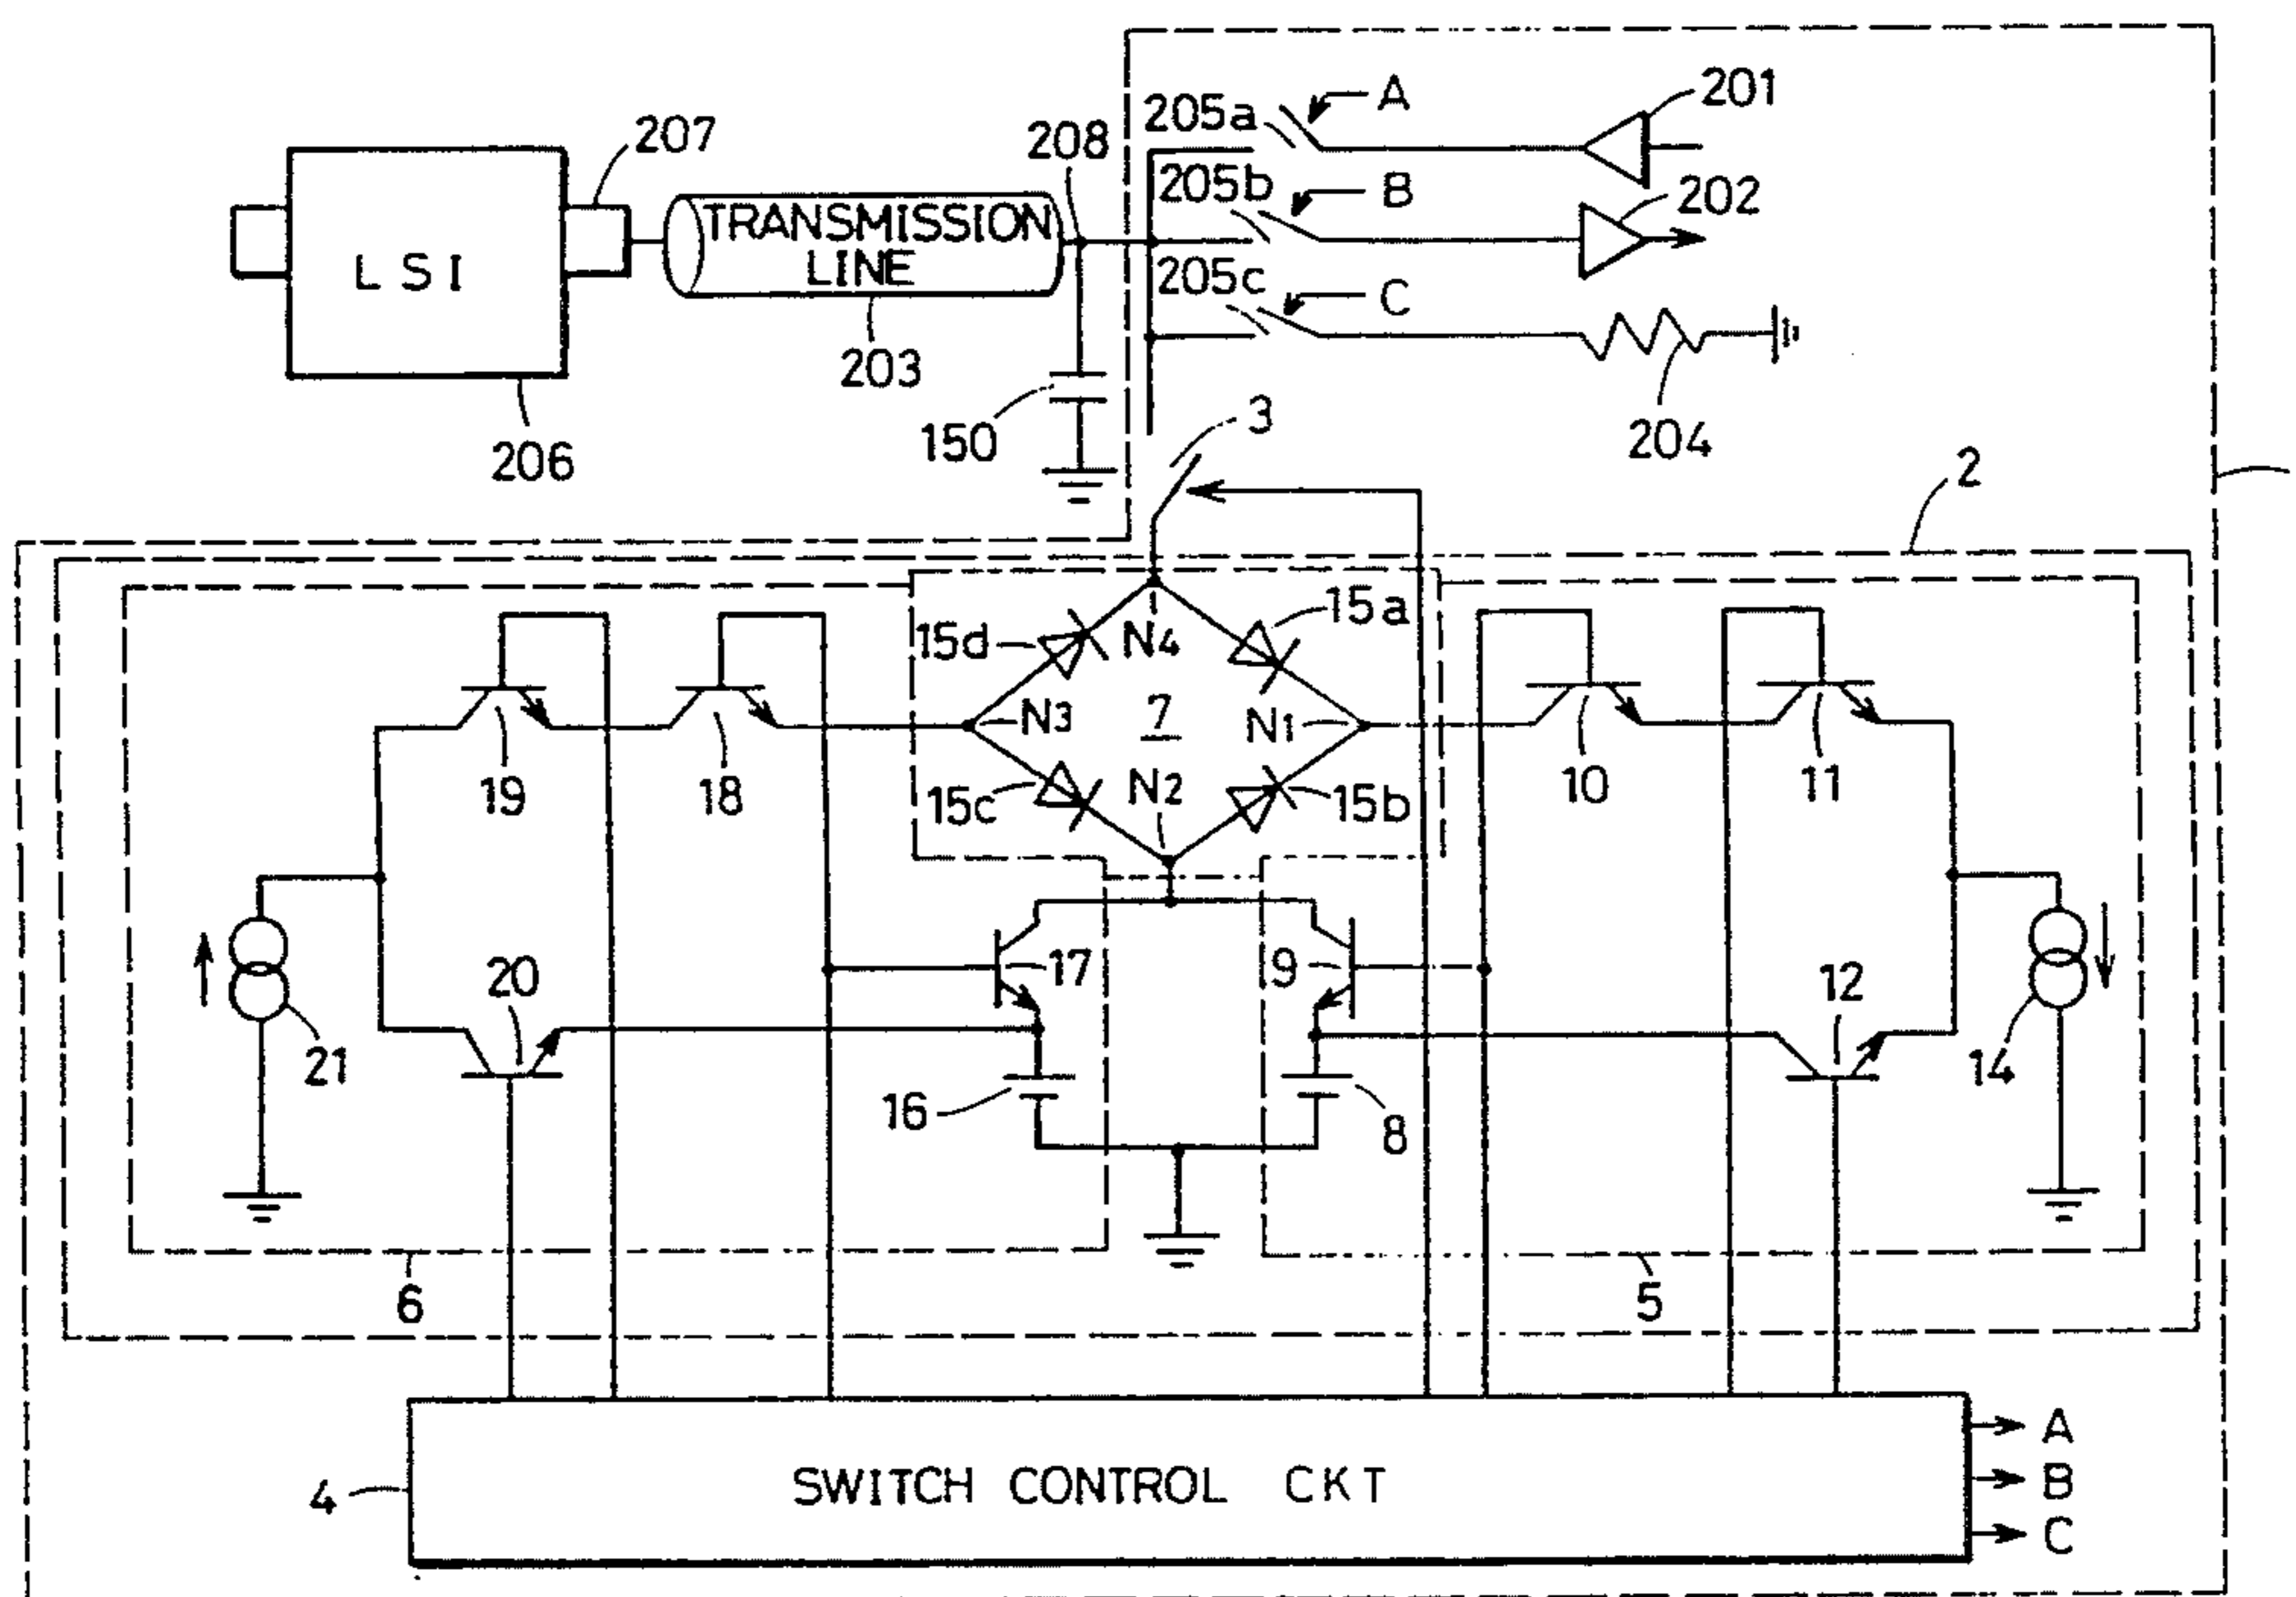 A
201
205a
207
208
205b
B
202
TRANSMISSION
LINE
LSI
205c
C
203
204
150
3
206
2
15a
15d
N4
N3
7
N1
19
18
15c
N2
15b
10
11
20
17
9
12
21
16
8
14
6
5
A
SWITCH CONTROL CKT
B
4
C